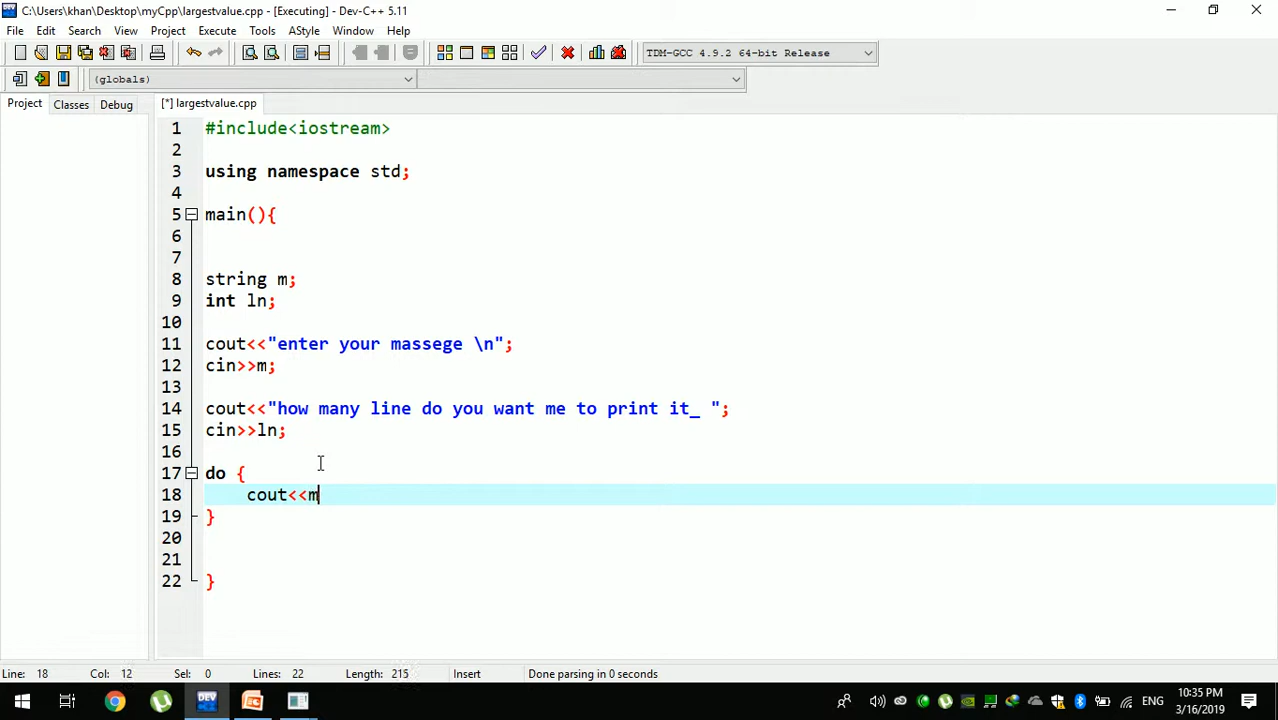 C:\Users\khan\Desktop\myCpp\largestvalue.cpp - [Executing] - Dev-C++ 5.11
File Edit Search View Project Execute Tools AStyle Window Help
TDM-GCC 4.9.2 64-bit Release
(globals)
Project Classes Debug [*] largestvalue.cpp
1 #include<iostream>
2
3 using namespace std;
4
5 main(){
6
7
8 string m;
9 int ln;
10
11 cout<<"enter your massege \n";
12 cin>>m;
13
14 cout<<"how many line do you want me to print it_ ";
15 cin>>ln;
16
17 do {
18 cout<<m
19 }
20
21
22 }
Line: 18 Col: 12 Sel: 0 Lines: 22 Length: 215 Insert Done parsing in 0 seconds
ENG
10:35 PM
3/16/2019